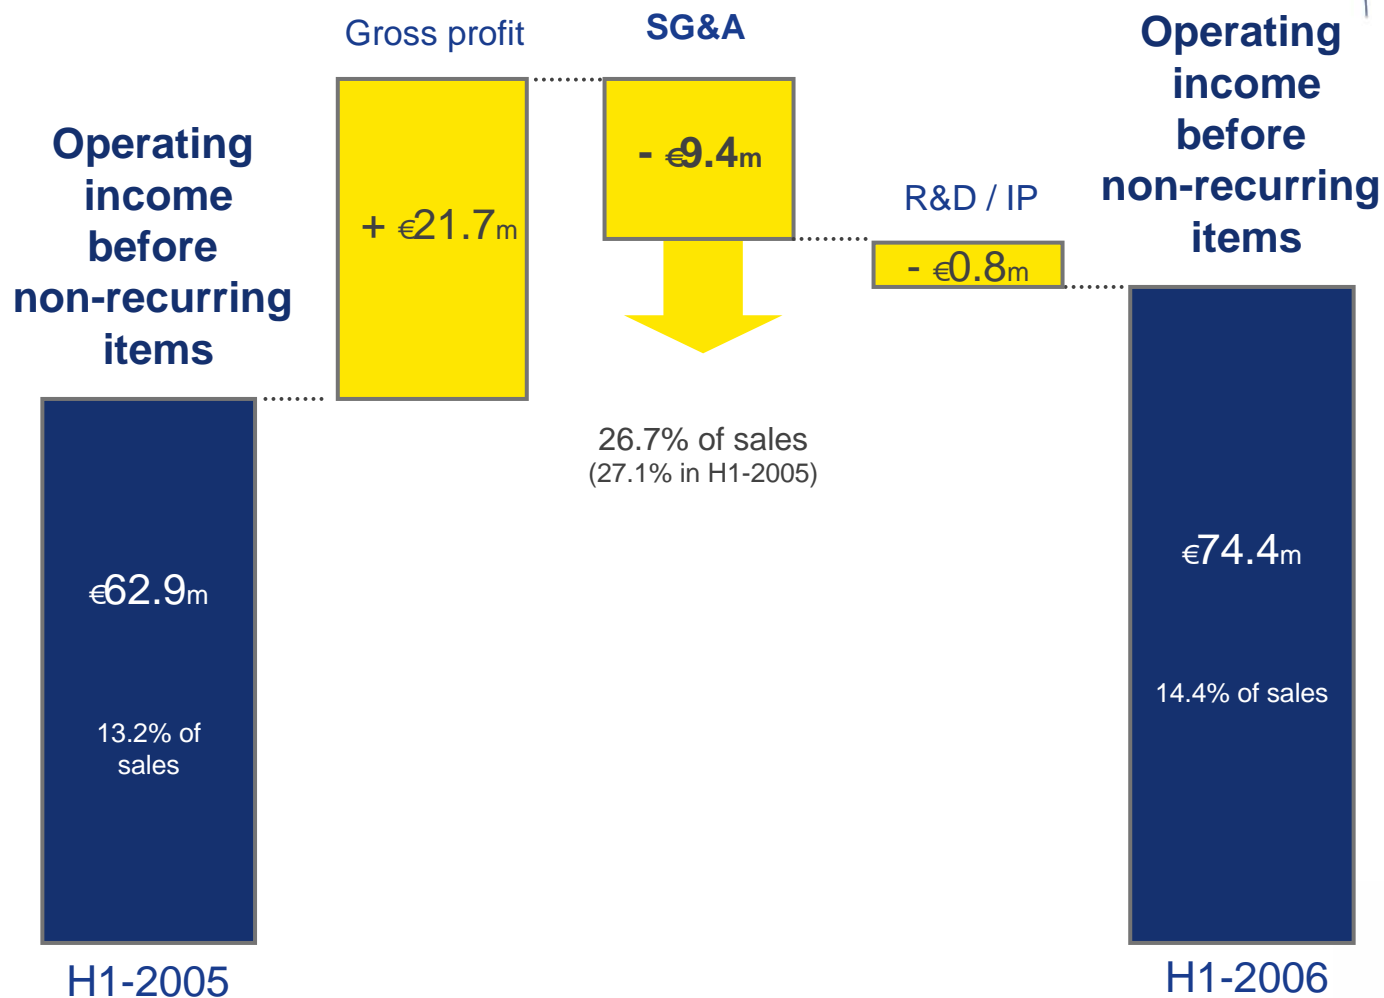 Operating
income
before
non-recurring
items
€62.9m
13.2% of
sales
H1-2005
Gross profit
+ €21.7m
SG&A
- €9.4m
26.7% of sales
(27.1% in H1-2005)
R&D / IP
- €0.8m
Operating
income
before
non-recurring
items
€74.4m
14.4% of sales
H1-2006